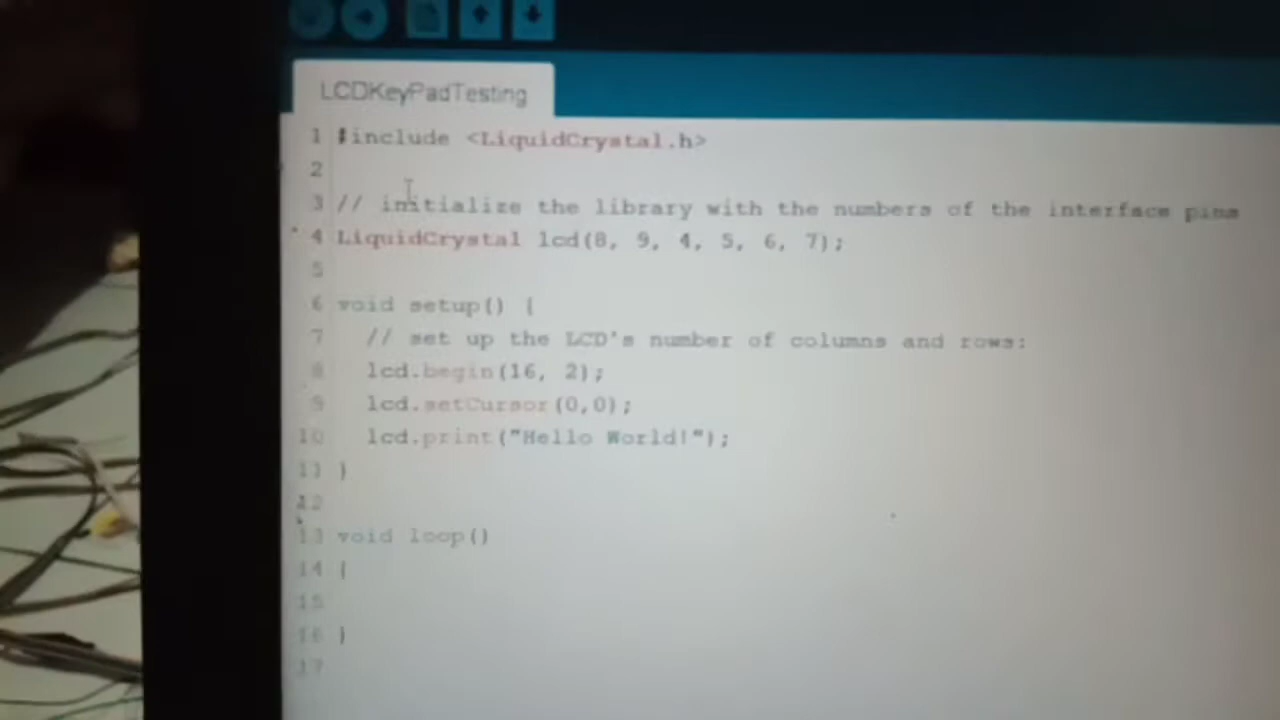 LCDKeyPadTesting
1 #include <LiquidCrystal.h>
2
3 // initialize the library with the numbers of the interface pins
4 LiquidCrystal lcd(8, 9, 4, 5, 6, 7);
5
6 void setup() {
7 // set up the LCD's number of columns and rows:
8 lcd.begin(16, 2);
9 lcd.setCursor(0,0);
10 lcd.print("Hello World!");
11 }
12
13 void loop()
14 {
15
16 }
17